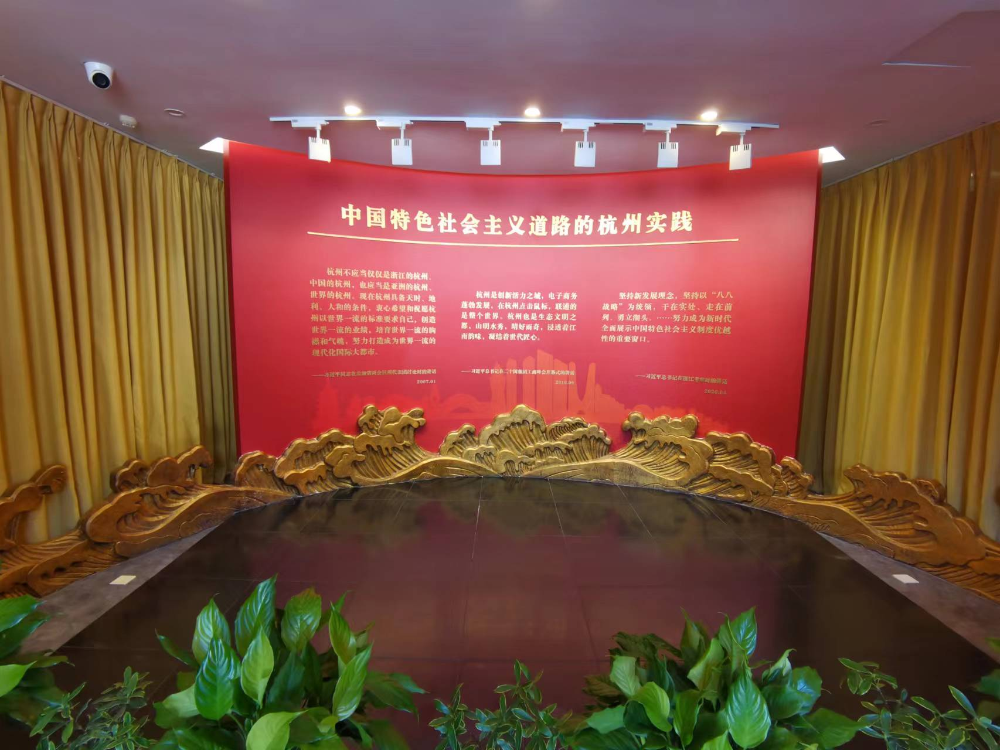 中国特色社会主义道路的杭州实践
杭州不应当仅仅是浙江的杭州、
中国的杭州，也应当是亚洲的杭州、
世界的杭州。现在杭州具备天时、地
利、人和的条件，衷心希望和祝愿杭
州以世界一流的标准要求自己，创造
世界一流的业绩，培育世界一流的胸
襟和气魄，努力打造成为世界一流的
现代化国际大都市。
——习近平同志在参加省两会杭州代表团讨论时的讲话
2007.01
杭州是创新活力之城，电子商务
蓬勃发展，在杭州点击鼠标，联通的
是整个世界。杭州也是生态文明之
都，山明水秀，晴好雨奇，浸透着江
南韵味，凝结着世代匠心。
——习近平总书记在二十国集团工商峰会开幕式的讲话
2016.09
坚持新发展理念，坚持以“八八
战略”为统领，干在实处、走在前
列、勇立潮头，……努力成为新时代
全面展示中国特色社会主义制度优越
性的重要窗口。
——习近平总书记在浙江考察时的讲话
2020.04